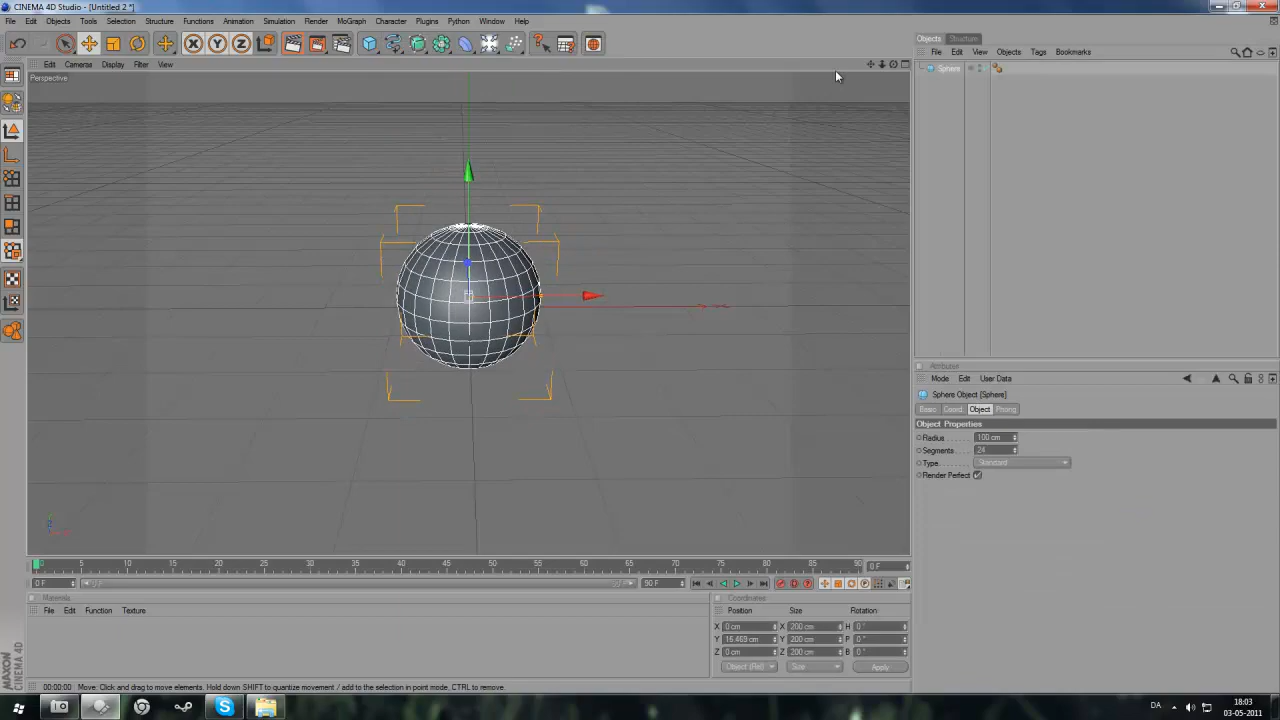 CINEMA 4D Studio - [Untitled 2 *]
File Edit Objects Tools Selection Structure Functions Animation Simulation Render MoGraph Character Plugins Python Window Help
X Y Z
Objects Structure
File Edit View Objects Tags Bookmarks
Edit Cameras Display Filter View
Perspective
Sphere
Attributes
Mode Edit User Data
Sphere Object [Sphere]
Basic Coord. Object Phong
Object Properties
Radius 100 cm
Segments 24
Type Standard
Render Perfect
0 5 10 15 20 25 30 35 40 45 50 55 60 65 70 75 80 85 90
0 F
0 F 0 F 90 F
Materials
File Edit Function Texture
Coordinates
Position Size Rotation
X 0 cm X 200 cm H 0 °
Y 16.459 cm Y 200 cm P 0 °
Z 0 cm Z 200 cm B 0 °
Object (Rel) Size Apply
MAXON
CINEMA 4D
00:00:00 Move: Click and drag to move elements. Hold down SHIFT to quantize movement / add to the selection in point mode, CTRL to remove.
DA
18:03
03-05-2011